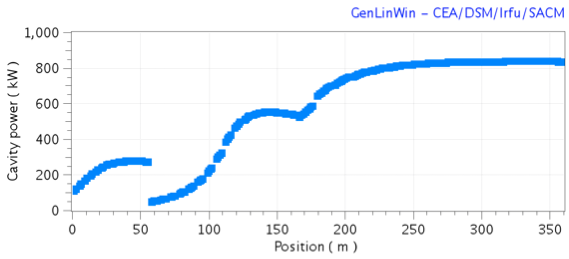 GenLinWin – CEA/DSM/Irfu/SACM
1,000
800
600
400
200
0
Cavity power ( kW)
0 50 100 150 200 250 300 350
Position ( m )